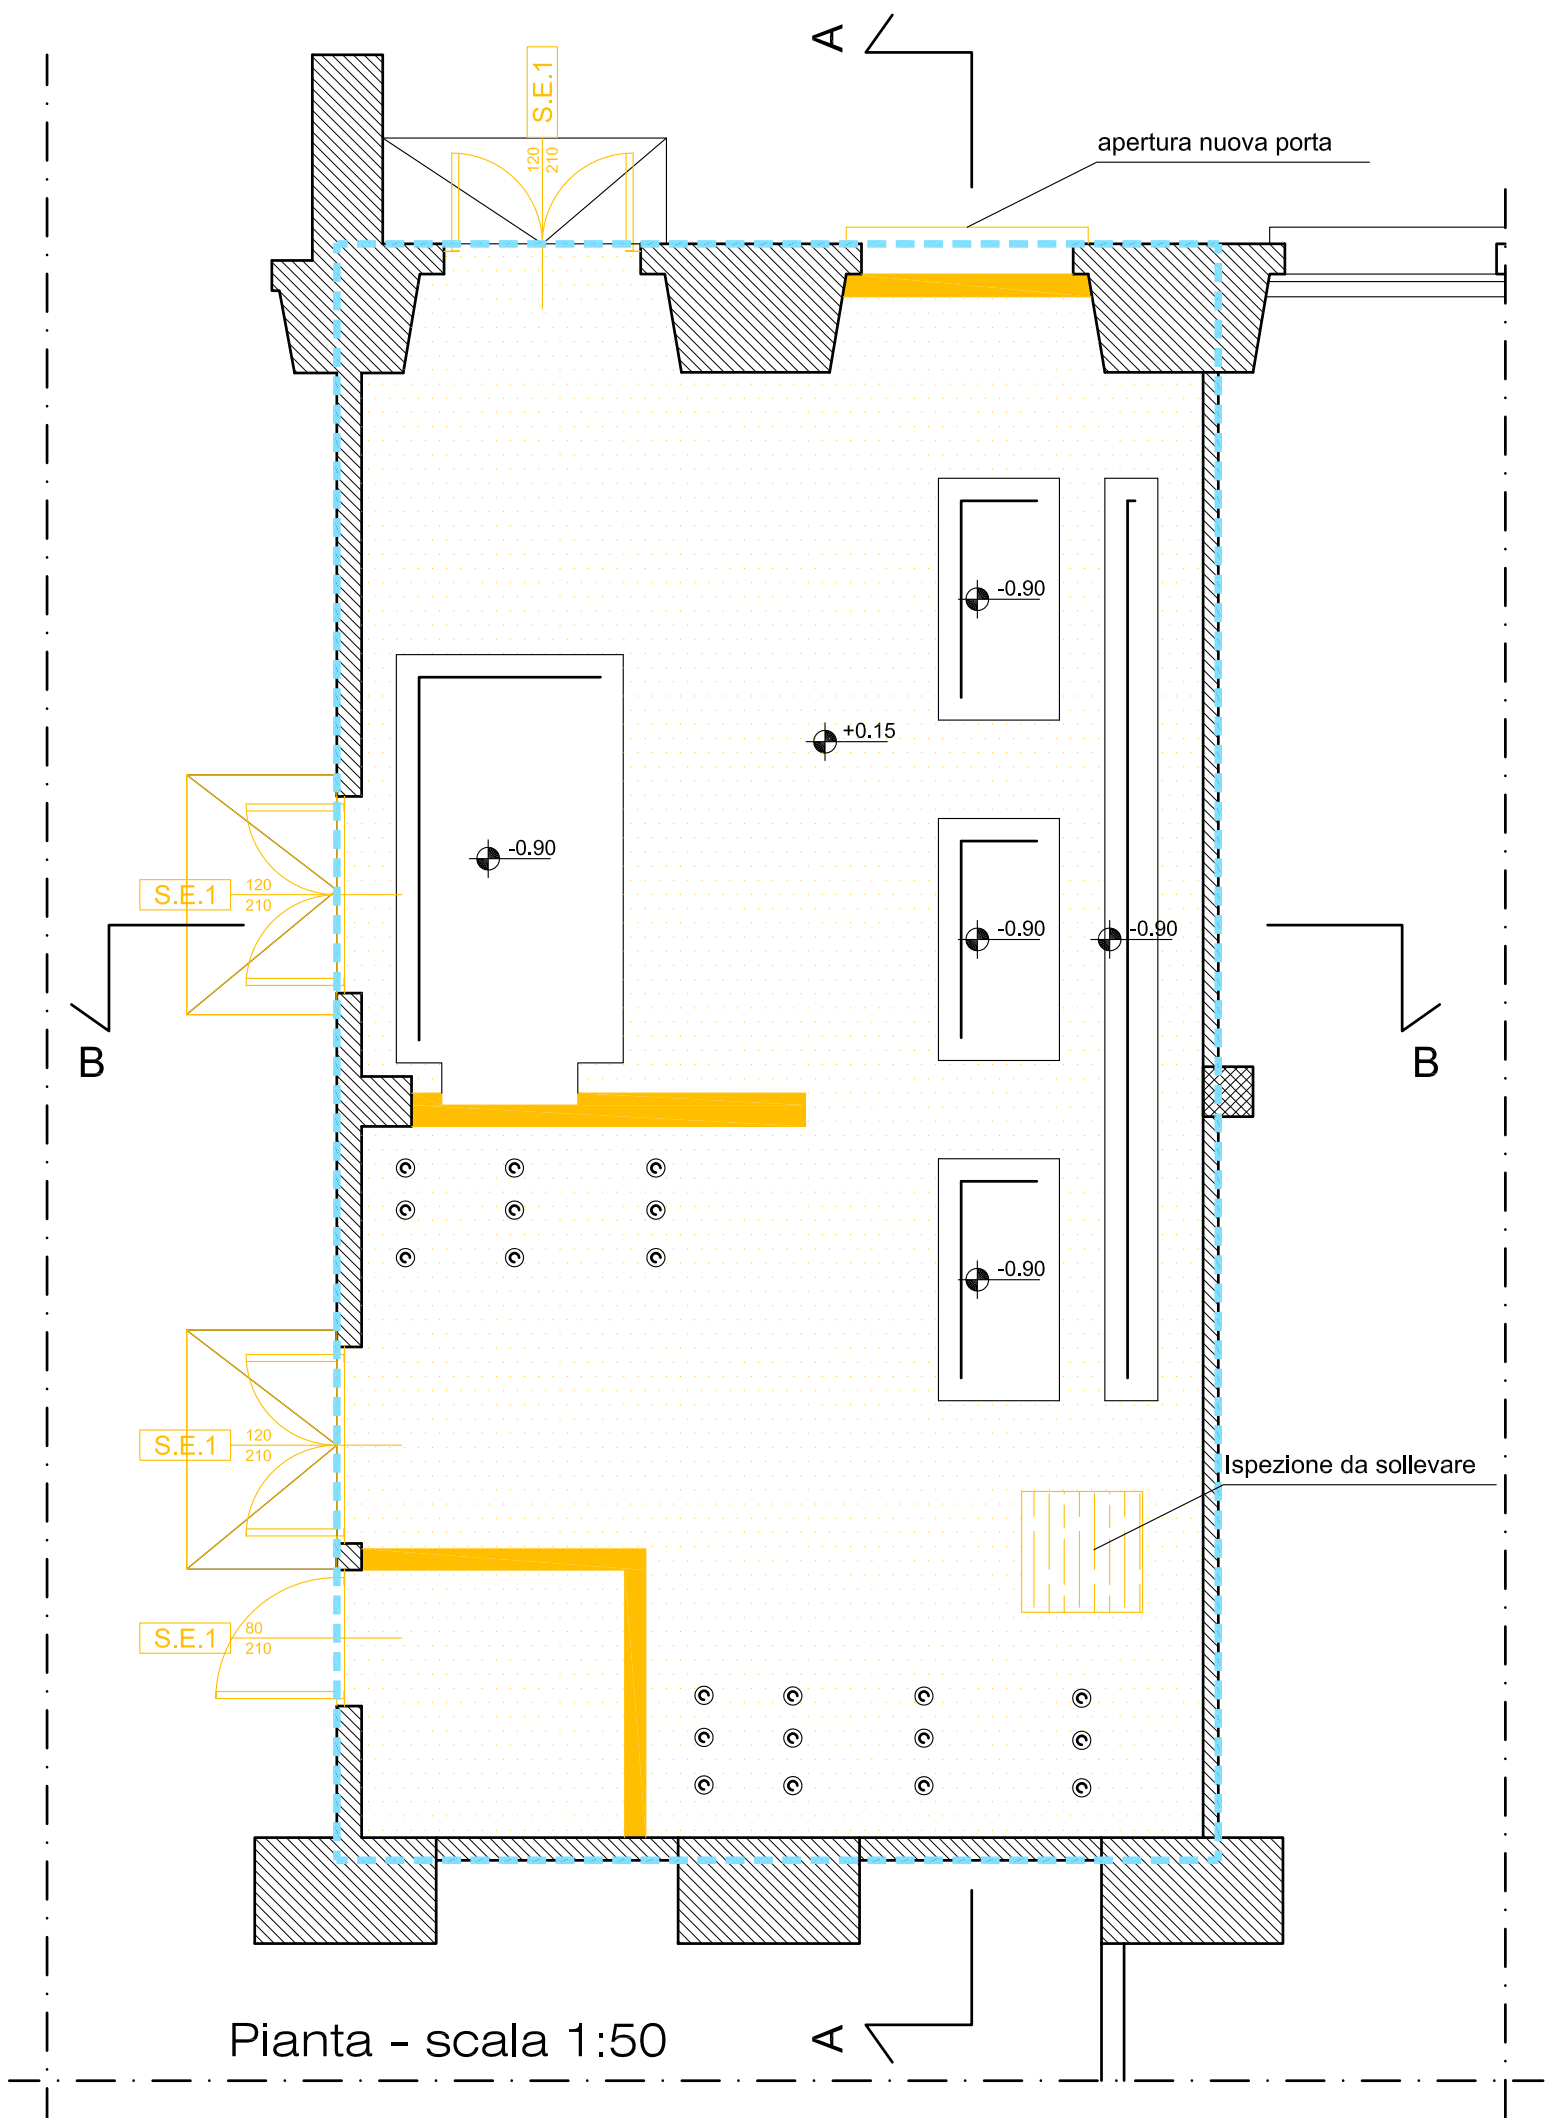 A
S.E.1
120
210
apertura nuova porta
-0.90
+0.15
-0.90
S.E.1
120
210
-0.90
-0.90
B
B
-0.90
S.E.1
120
210
Ispezione da sollevare
S.E.1
80
210
Pianta - scala 1:50
A